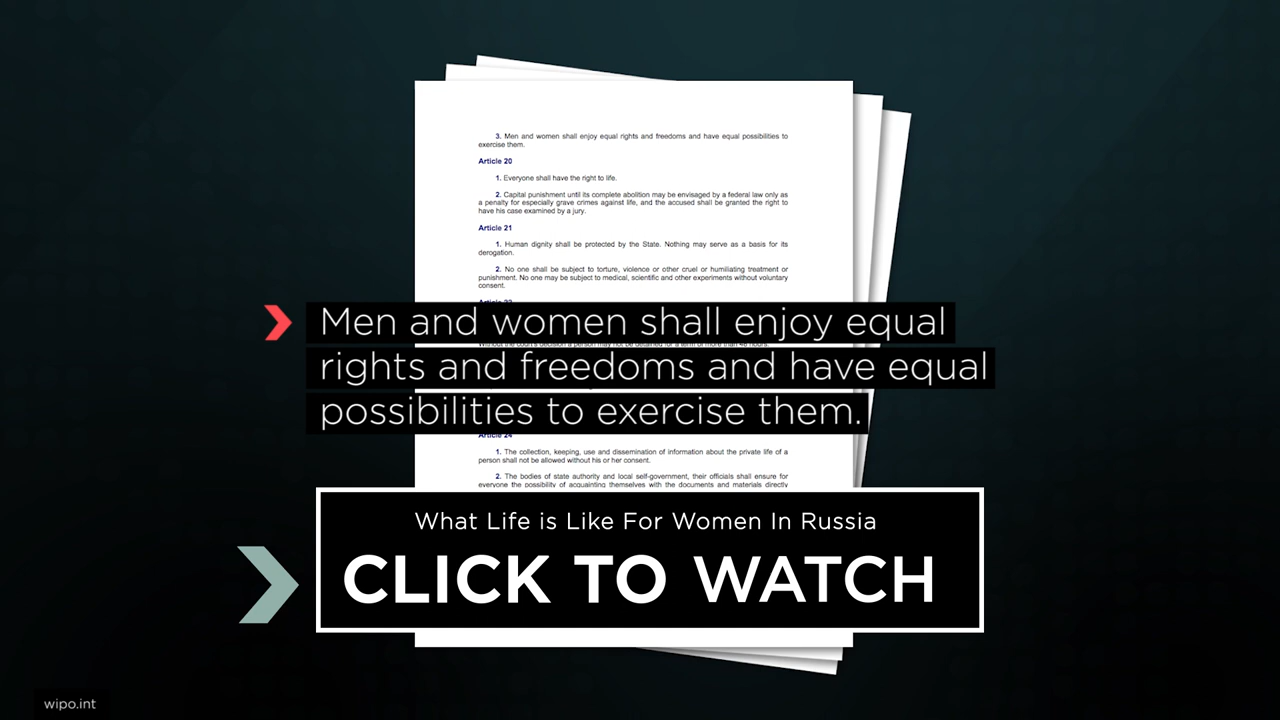 3. Men and women shall enjoy equal rights and freedoms and have equal possibilities to
exercise them.
Article 20
1. Everyone shall have the right to life.
2. Capital punishment until its complete abolition may be envisaged by a federal law only as
a penalty for especially grave crimes against life, and the accused shall be granted the right to
have his case examined by a jury.
Article 21
1. Human dignity shall be protected by the State. Nothing may serve as a basis for its
derogation.
2. No one shall be subject to torture, violence or other cruel or humiliating treatment or
punishment. No one may be subject to medical, scientific and other experiments without voluntary
consent.
Men and women shall enjoy equal
rights and freedoms and have equal
possibilities to exercise them.
Article 24
1. The collection, keeping, use and dissemination of information about the private life of a
person shall not be allowed without his or her consent.
2. The bodies of state authority and local self-government, their officials shall ensure for
everyone the possibility of acquainting themselves with the documents and materials directly
What Life is Like For Women In Russia
CLICK TO WATCH
wipo.int